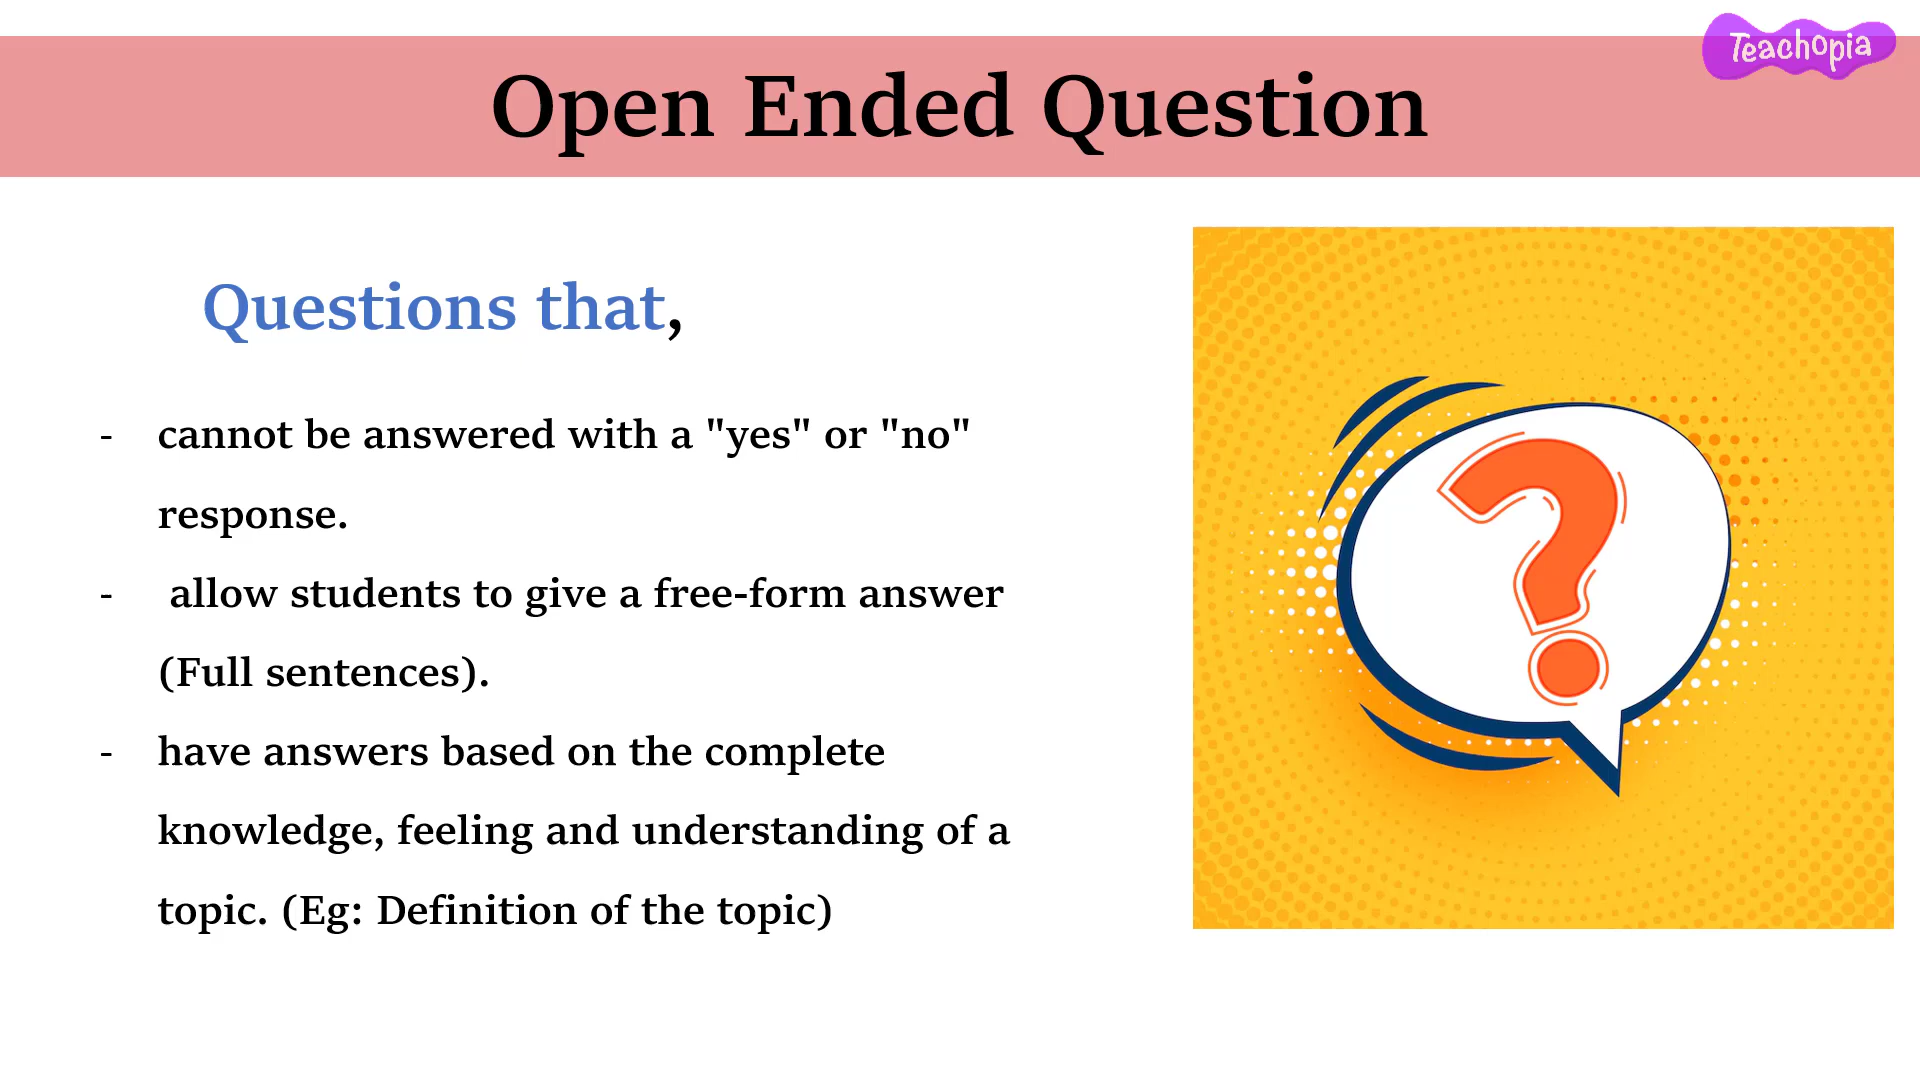 Teachopia
Open Ended Question
Questions that,
- cannot be answered with a "yes" or "no"
response.
- allow students to give a free-form answer
(Full sentences).
- have answers based on the complete
knowledge, feeling and understanding of a
topic. (Eg: Definition of the topic)
?